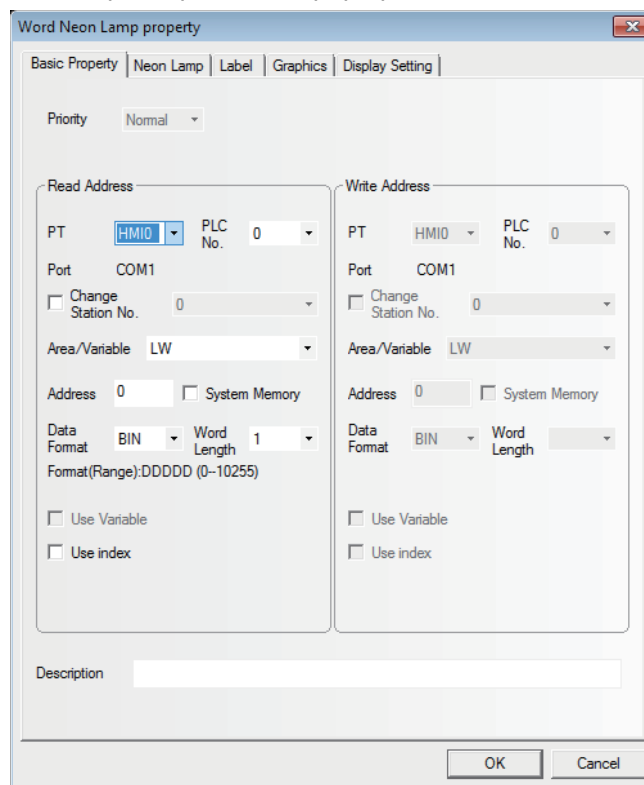 Word Neon Lamp property
Basic Property Neon Lamp Label Graphics Display Setting
Priority Normal
Read Address
PT HMI0 PLC No. 0
Port COM1
Change Station No. 0
Area/Variable LW
Address 0 System Memory
Data Format BIN Word Length 1
Format(Range):DDDDD (0--10255)
Use Variable
Use index
Write Address
PT HMI0 PLC No. 0
Port COM1
Change Station No. 0
Area/Variable LW
Address 0 System Memory
Data Format BIN Word Length
Use Variable
Use index
Description
OK Cancel